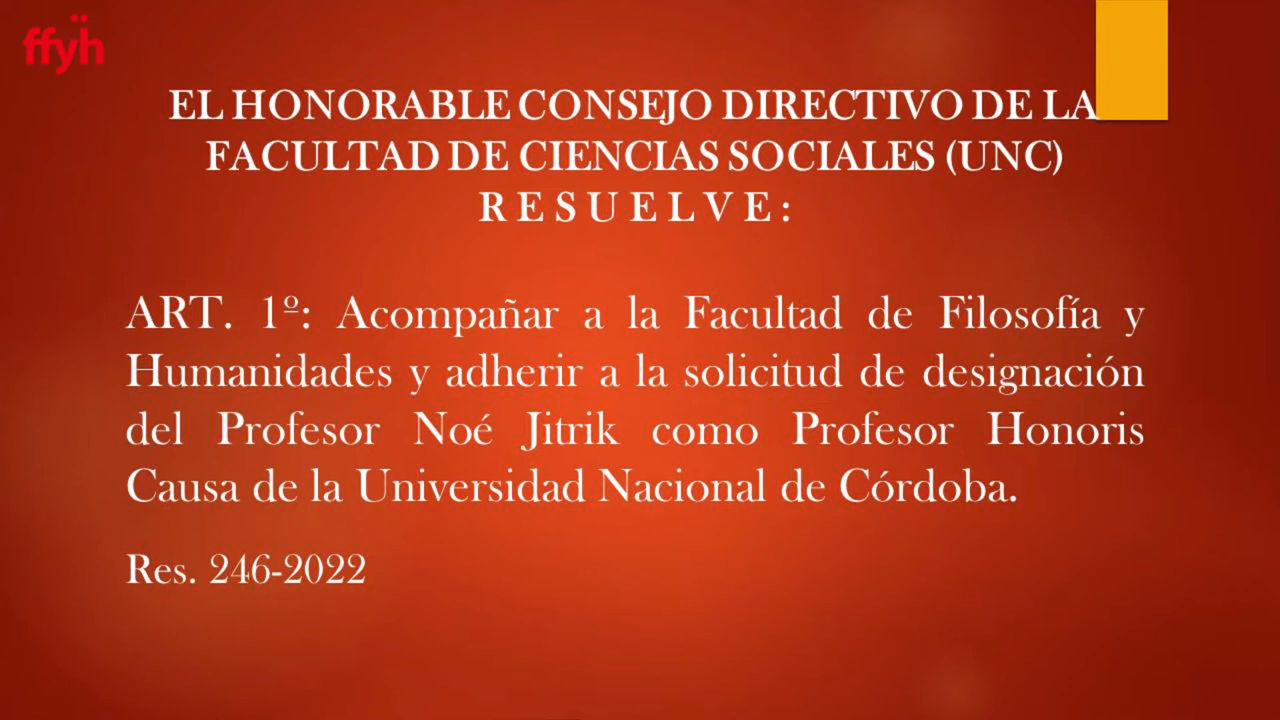 ffyh
EL HONORABLE CONSEJO DIRECTIVO DE LA
FACULTAD DE CIENCIAS SOCIALES (UNC)
R E S U E L V E :
ART. 1º: Acompañar a la Facultad de Filosofía y
Humanidades y adherir a la solicitud de designación
del Profesor Noé Jitrik como Profesor Honoris
Causa de la Universidad Nacional de Córdoba.
Res. 246-2022